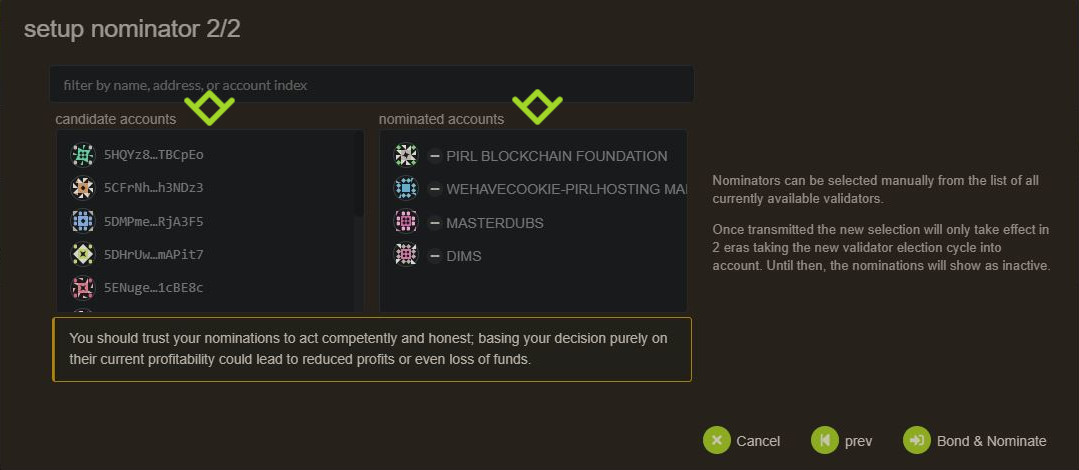 setup nominator 2/2
filter by name, address, or account index
candidate accounts
5HQYz8…TBCpEo
5CFrNh…h3NDz3
5DMPme…RjA3F5
5DHrUw…mAPit7
5ENuge…1cBE8c
nominated accounts
PIRL BLOCKCHAIN FOUNDATION
WEHAVECOOKIE-PIRLHOSTING MAI
MASTERDUBS
DIMS
Nominators can be selected manually from the list of all
currently available validators.
Once transmitted the new selection will only take effect in
2 eras taking the new validator election cycle into
account. Until then, the nominations will show as inactive.
You should trust your nominations to act competently and honest; basing your decision purely on
their current profitability could lead to reduced profits or even loss of funds.
Cancel
prev
Bond & Nominate